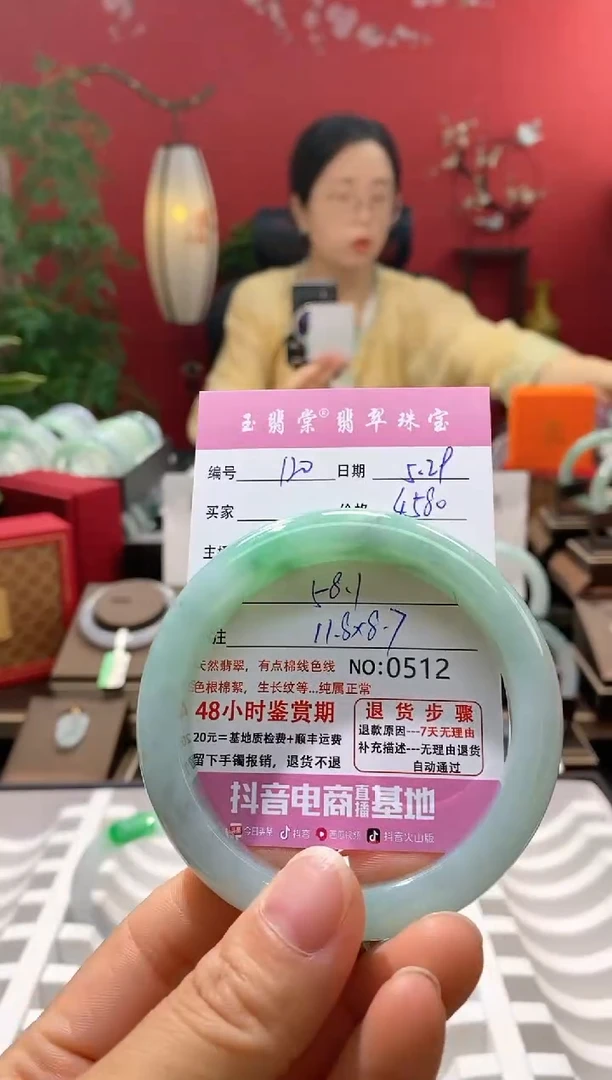 玉翡棠®翡翠珠宝
编号 120 日期 5.29
买家 价格 4580
主
58.1
注 11.8×8.7
天然翡翠，有点棉线色线 NO:0512
色根棉絮，生长纹等...纯属正常
48小时鉴赏期
20元=基地质检费+顺丰运费
留下手镯报销，退货不退
退货步骤
退款原因---7天无理由
补充描述---无理由退货
自动通过
抖音电商直播基地
今日头条 抖音 西瓜视频 抖音火山版